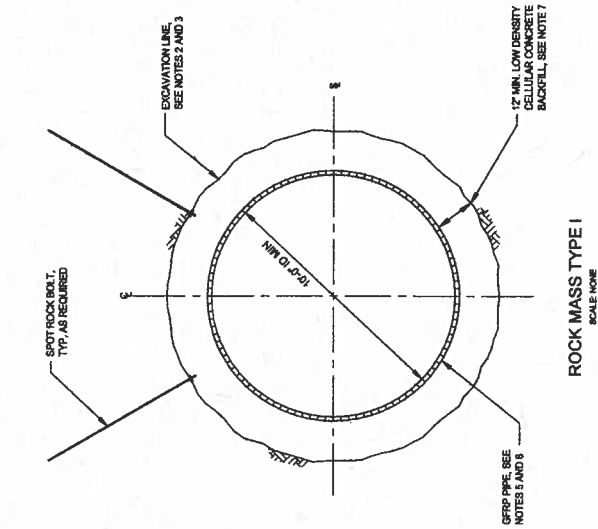 SPOT ROCK BOLT,
TYP, AS REQUIRED
EXCAVATION LINE,
SEE NOTES 2 AND 3
10'-0" ID MIN
GFRP PIPE, SEE
NOTES 5 AND 6
12" MIN. LOW DENSITY
CELLULAR CONCRETE
BACKFILL, SEE NOTE 7
ROCK MASS TYPE I
SCALE: NONE